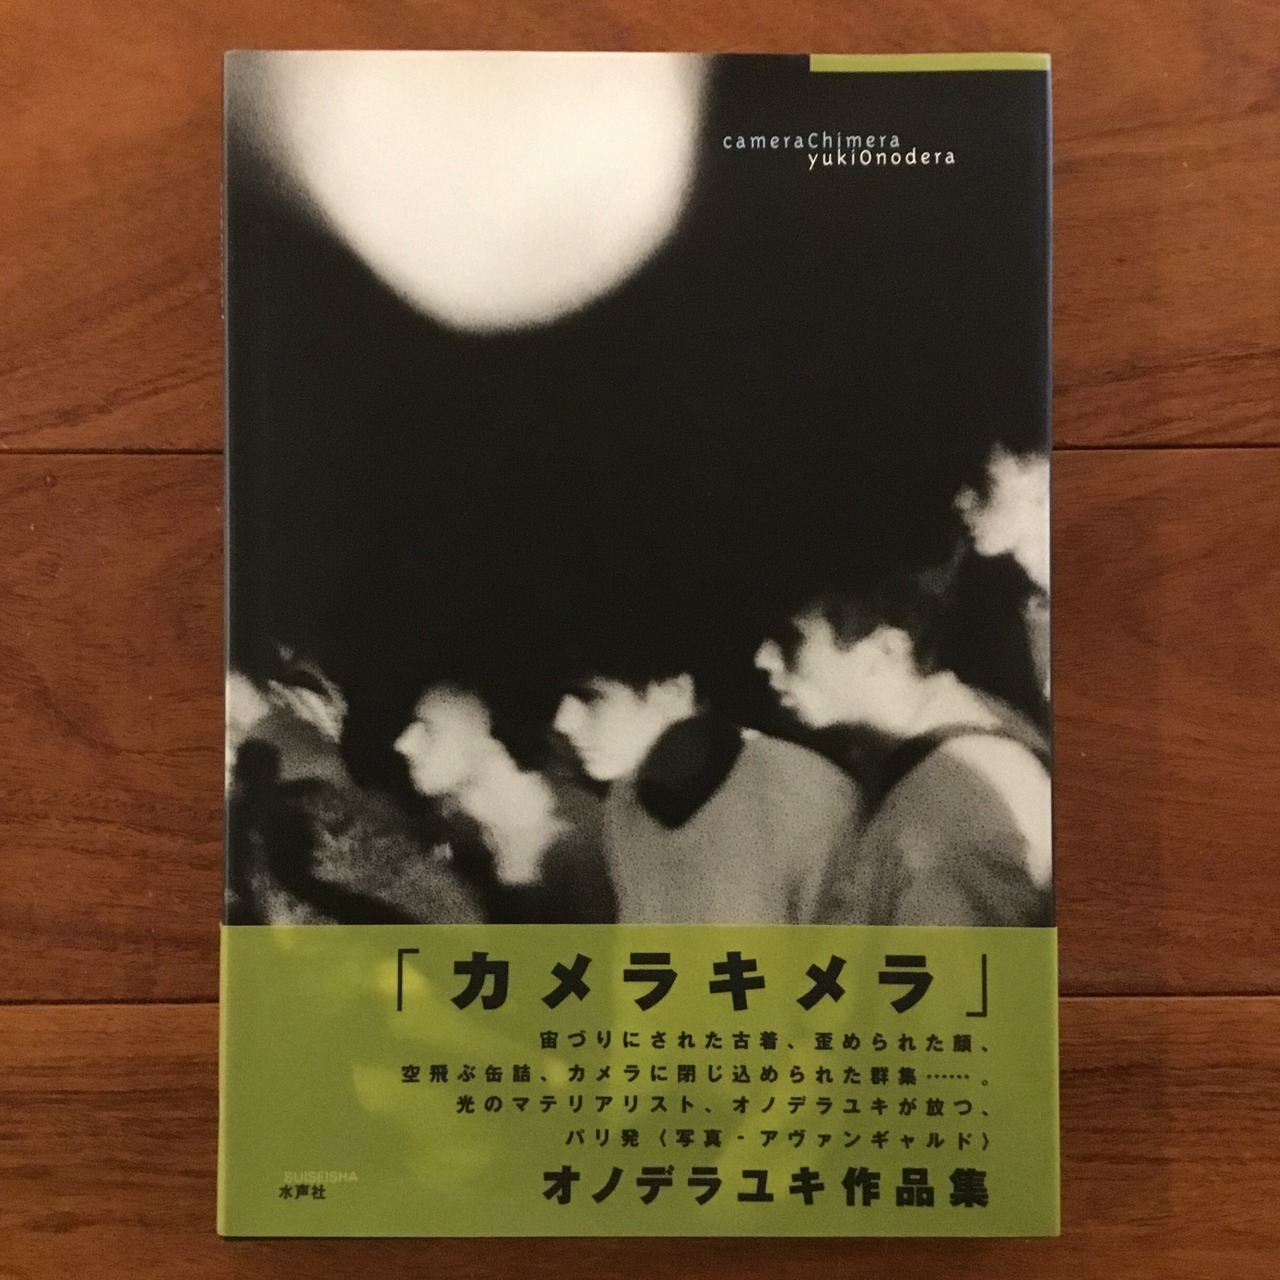 cameraChimera
yukiOnodera
「カメラキメラ」
宙づりにされた古着、歪められた顔、
空飛ぶ缶詰、カメラに閉じ込められた群集……。
光のマテリアリスト、オノデラユキが放つ、
パリ発〈写真‐アヴァンギャルド〉
オノデラユキ作品集
SUISEISHA
水声社